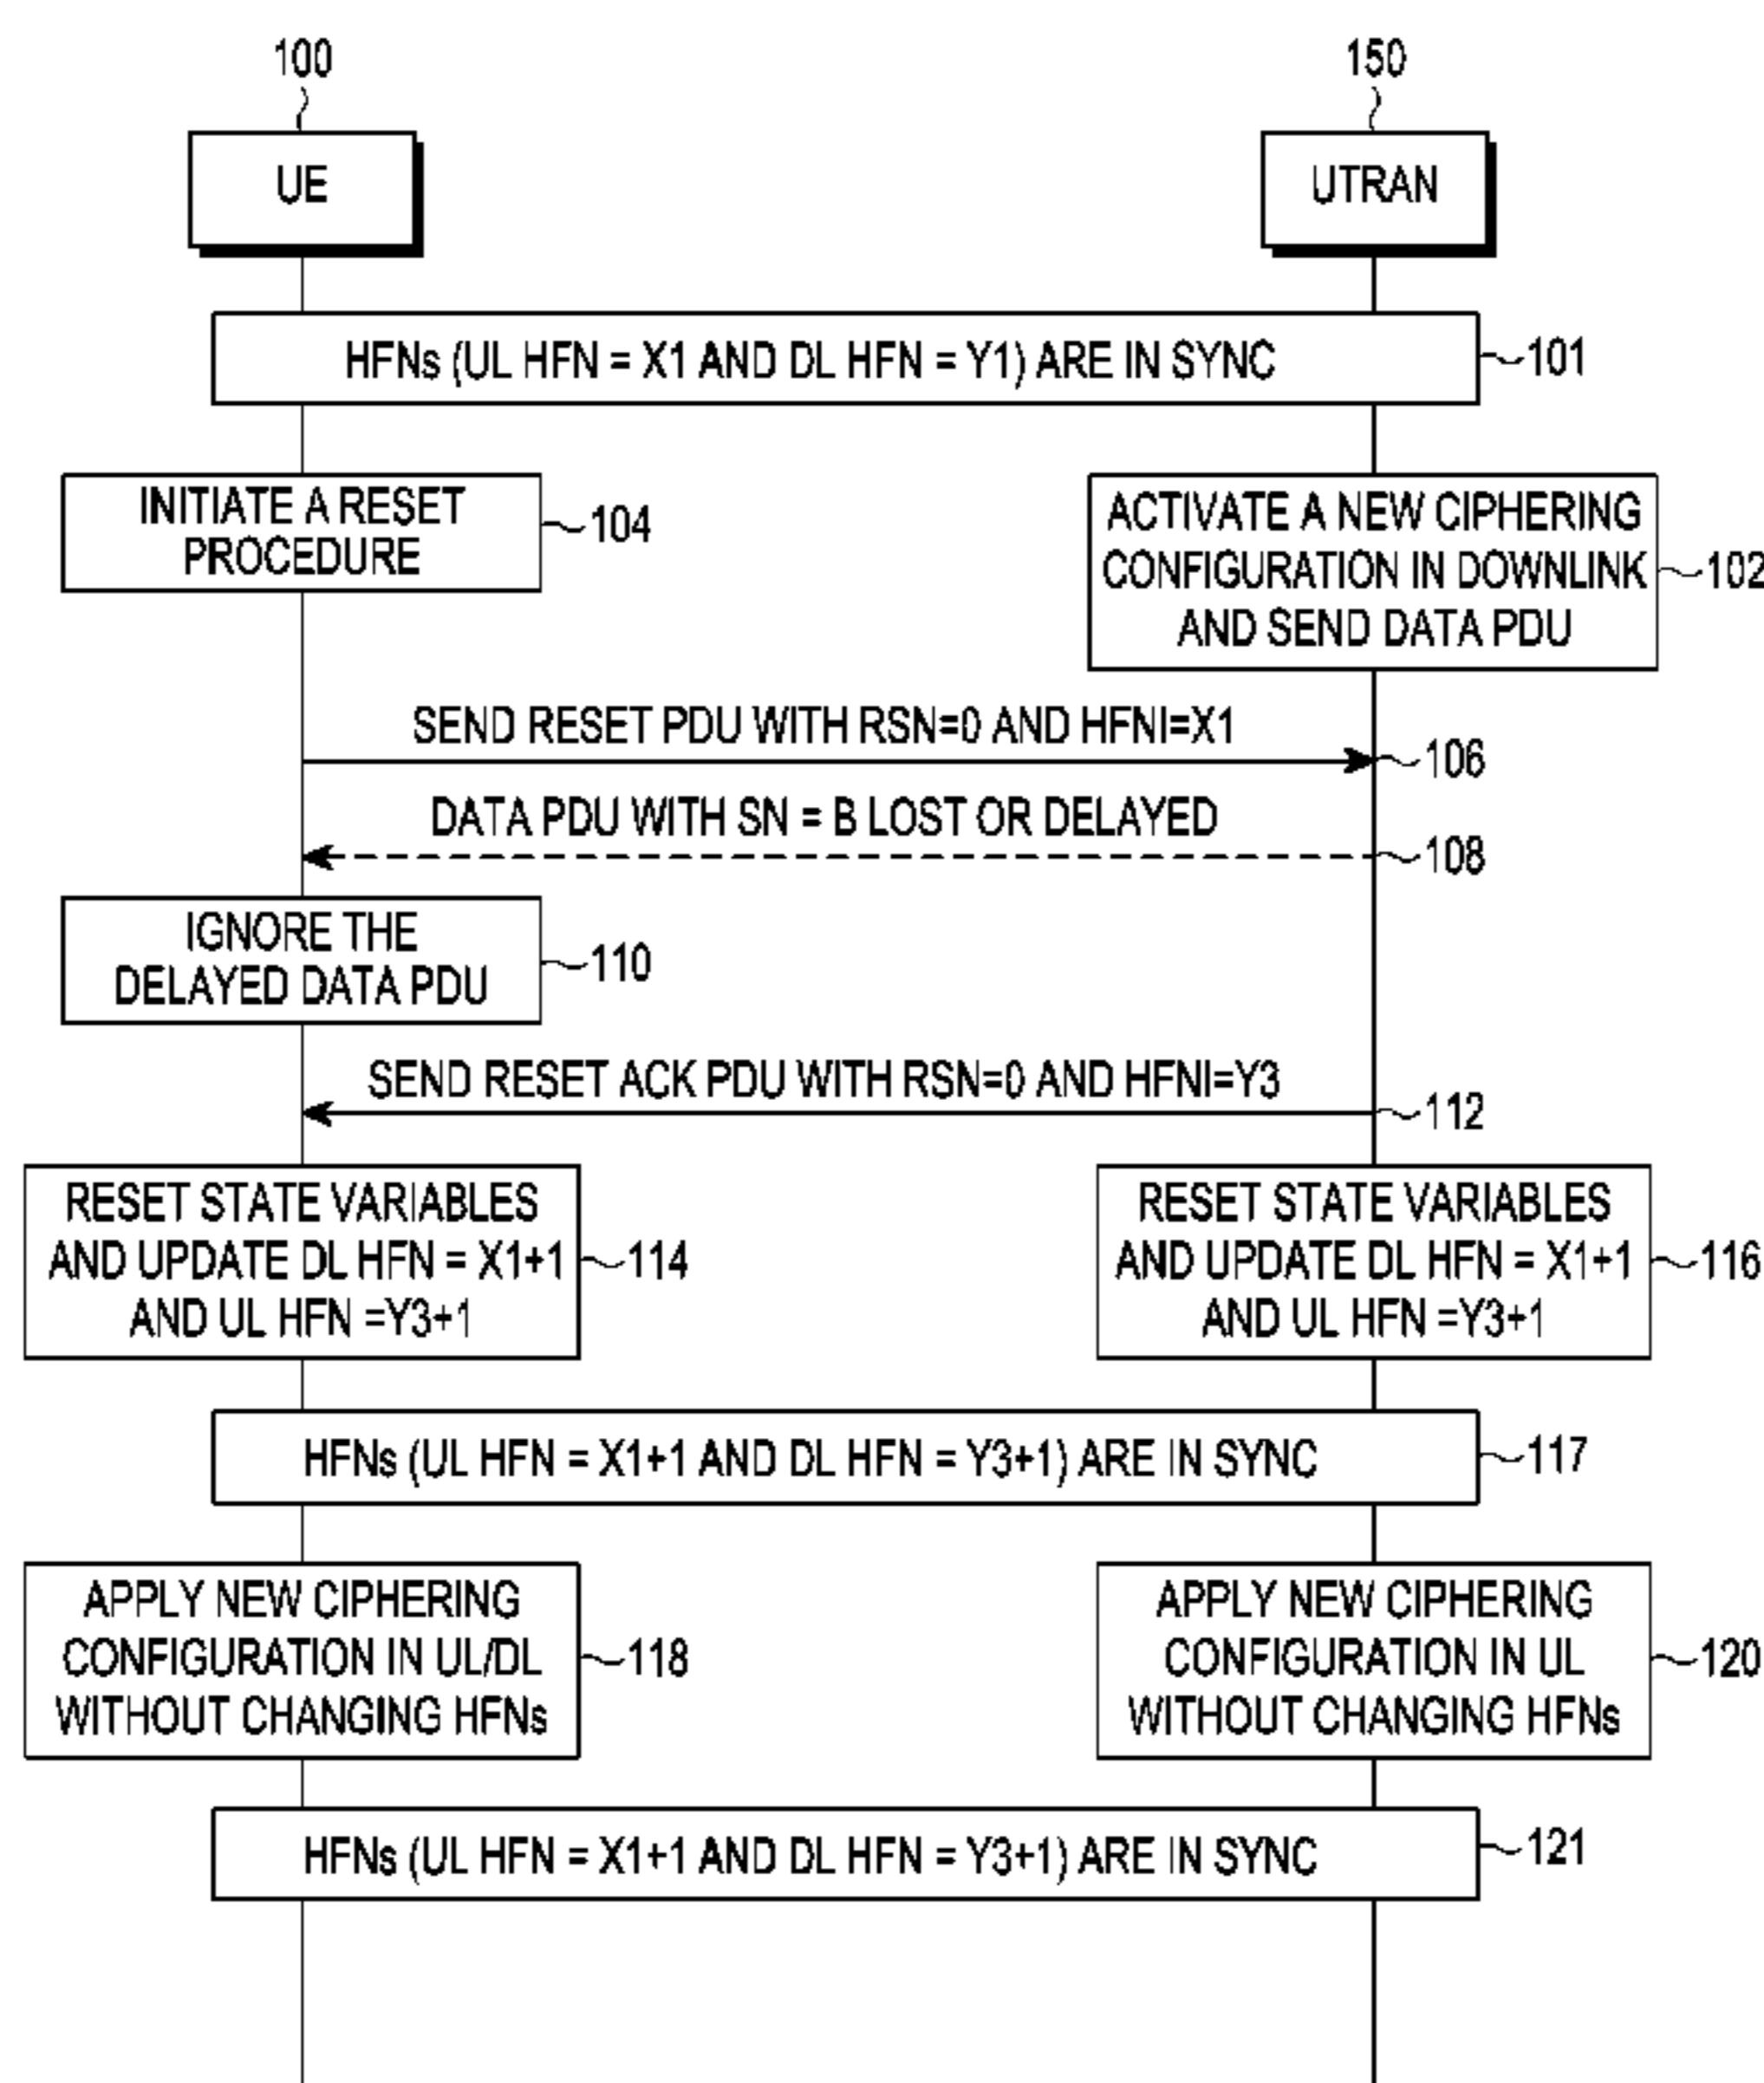 100
150
UE
UTRAN
HFNs (UL HFN = X1 AND DL HFN = Y1) ARE IN SYNC
101
INITIATE A RESET
PROCEDURE
104
ACTIVATE A NEW CIPHERING
CONFIGURATION IN DOWNLINK
AND SEND DATA PDU
102
SEND RESET PDU WITH RSN=0 AND HFNI=X1
106
DATA PDU WITH SN = B LOST OR DELAYED
108
IGNORE THE
DELAYED DATA PDU
110
SEND RESET ACK PDU WITH RSN=0 AND HFNI=Y3
112
RESET STATE VARIABLES
AND UPDATE DL HFN = X1+1
AND UL HFN =Y3+1
114
RESET STATE VARIABLES
AND UPDATE DL HFN = X1+1
AND UL HFN =Y3+1
116
HFNs (UL HFN = X1+1 AND DL HFN = Y3+1) ARE IN SYNC
117
APPLY NEW CIPHERING
CONFIGURATION IN UL/DL
WITHOUT CHANGING HFNs
118
APPLY NEW CIPHERING
CONFIGURATION IN UL
WITHOUT CHANGING HFNs
120
HFNs (UL HFN = X1+1 AND DL HFN = Y3+1) ARE IN SYNC
121